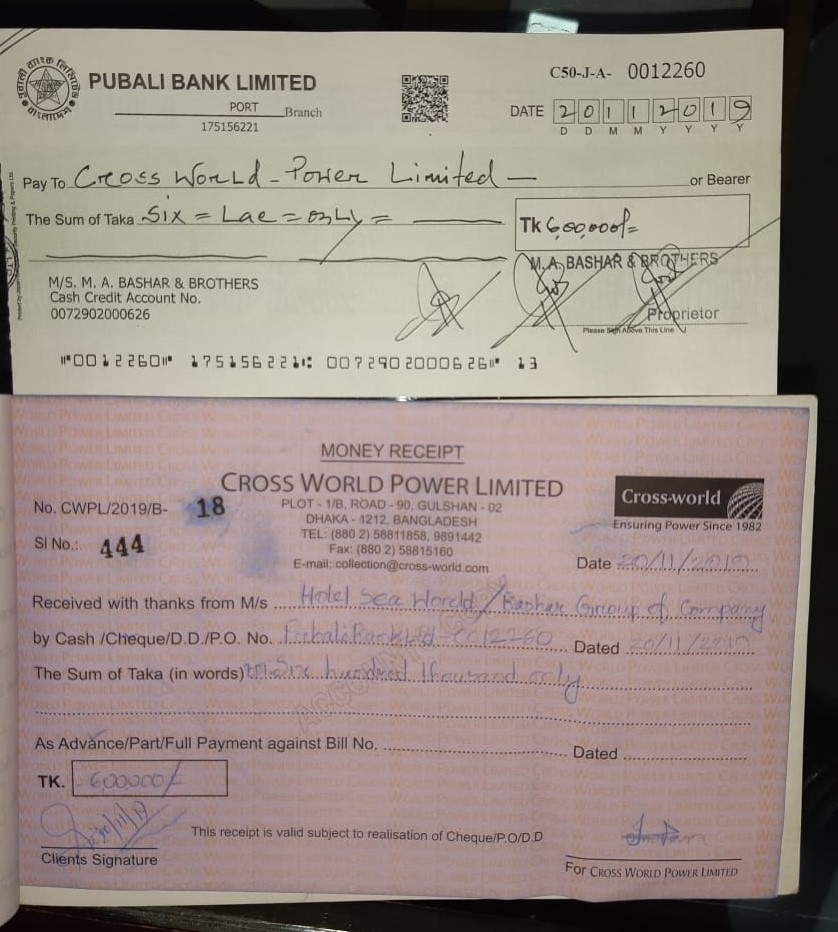 পূবালী ব্যাংক লিমিটেড
বাংলাদেশ
PUBALI BANK LIMITED
PORT Branch
175156221
C50-J-A- 0012260
DATE 20112019
D D M M Y Y Y Y
Pay To Cross World Power Limited or Bearer
The Sum of Taka Six = Lac = only =
Tk 600,000/=
M.A. BASHAR & BROTHERS
M/S. M. A. BASHAR & BROTHERS
Cash Credit Account No.
0072902000626
Proprietor
Please Sign Above This Line
⑈0012260⑈ 175156221⑆ 0072902000626⑈ 13
MONEY RECEIPT
CROSS WORLD POWER LIMITED
No. CWPL/2019/B- 18
PLOT - 1/B, ROAD - 90, GULSHAN - 02
DHAKA - 1212, BANGLADESH
TEL: (880 2) 58811858, 9891442
Fax: (880 2) 58815160
E-mail: collection@cross-world.com
Cross-world
Ensuring Power Since 1982
Sl No.: 444
Date 20/11/2019
Received with thanks from M/s Hotel Sea World / Bashar Group of Company
by Cash /Cheque/D.D./P.O. No. Pubali Bank Ltd-0012260 Dated 20/11/2019
The Sum of Taka (in words) Six hundred thousand only
As Advance/Part/Full Payment against Bill No. Dated
TK. 600000/-
This receipt is valid subject to realisation of Cheque/P.O/D.D
Clients Signature
For CROSS WORLD POWER LIMITED